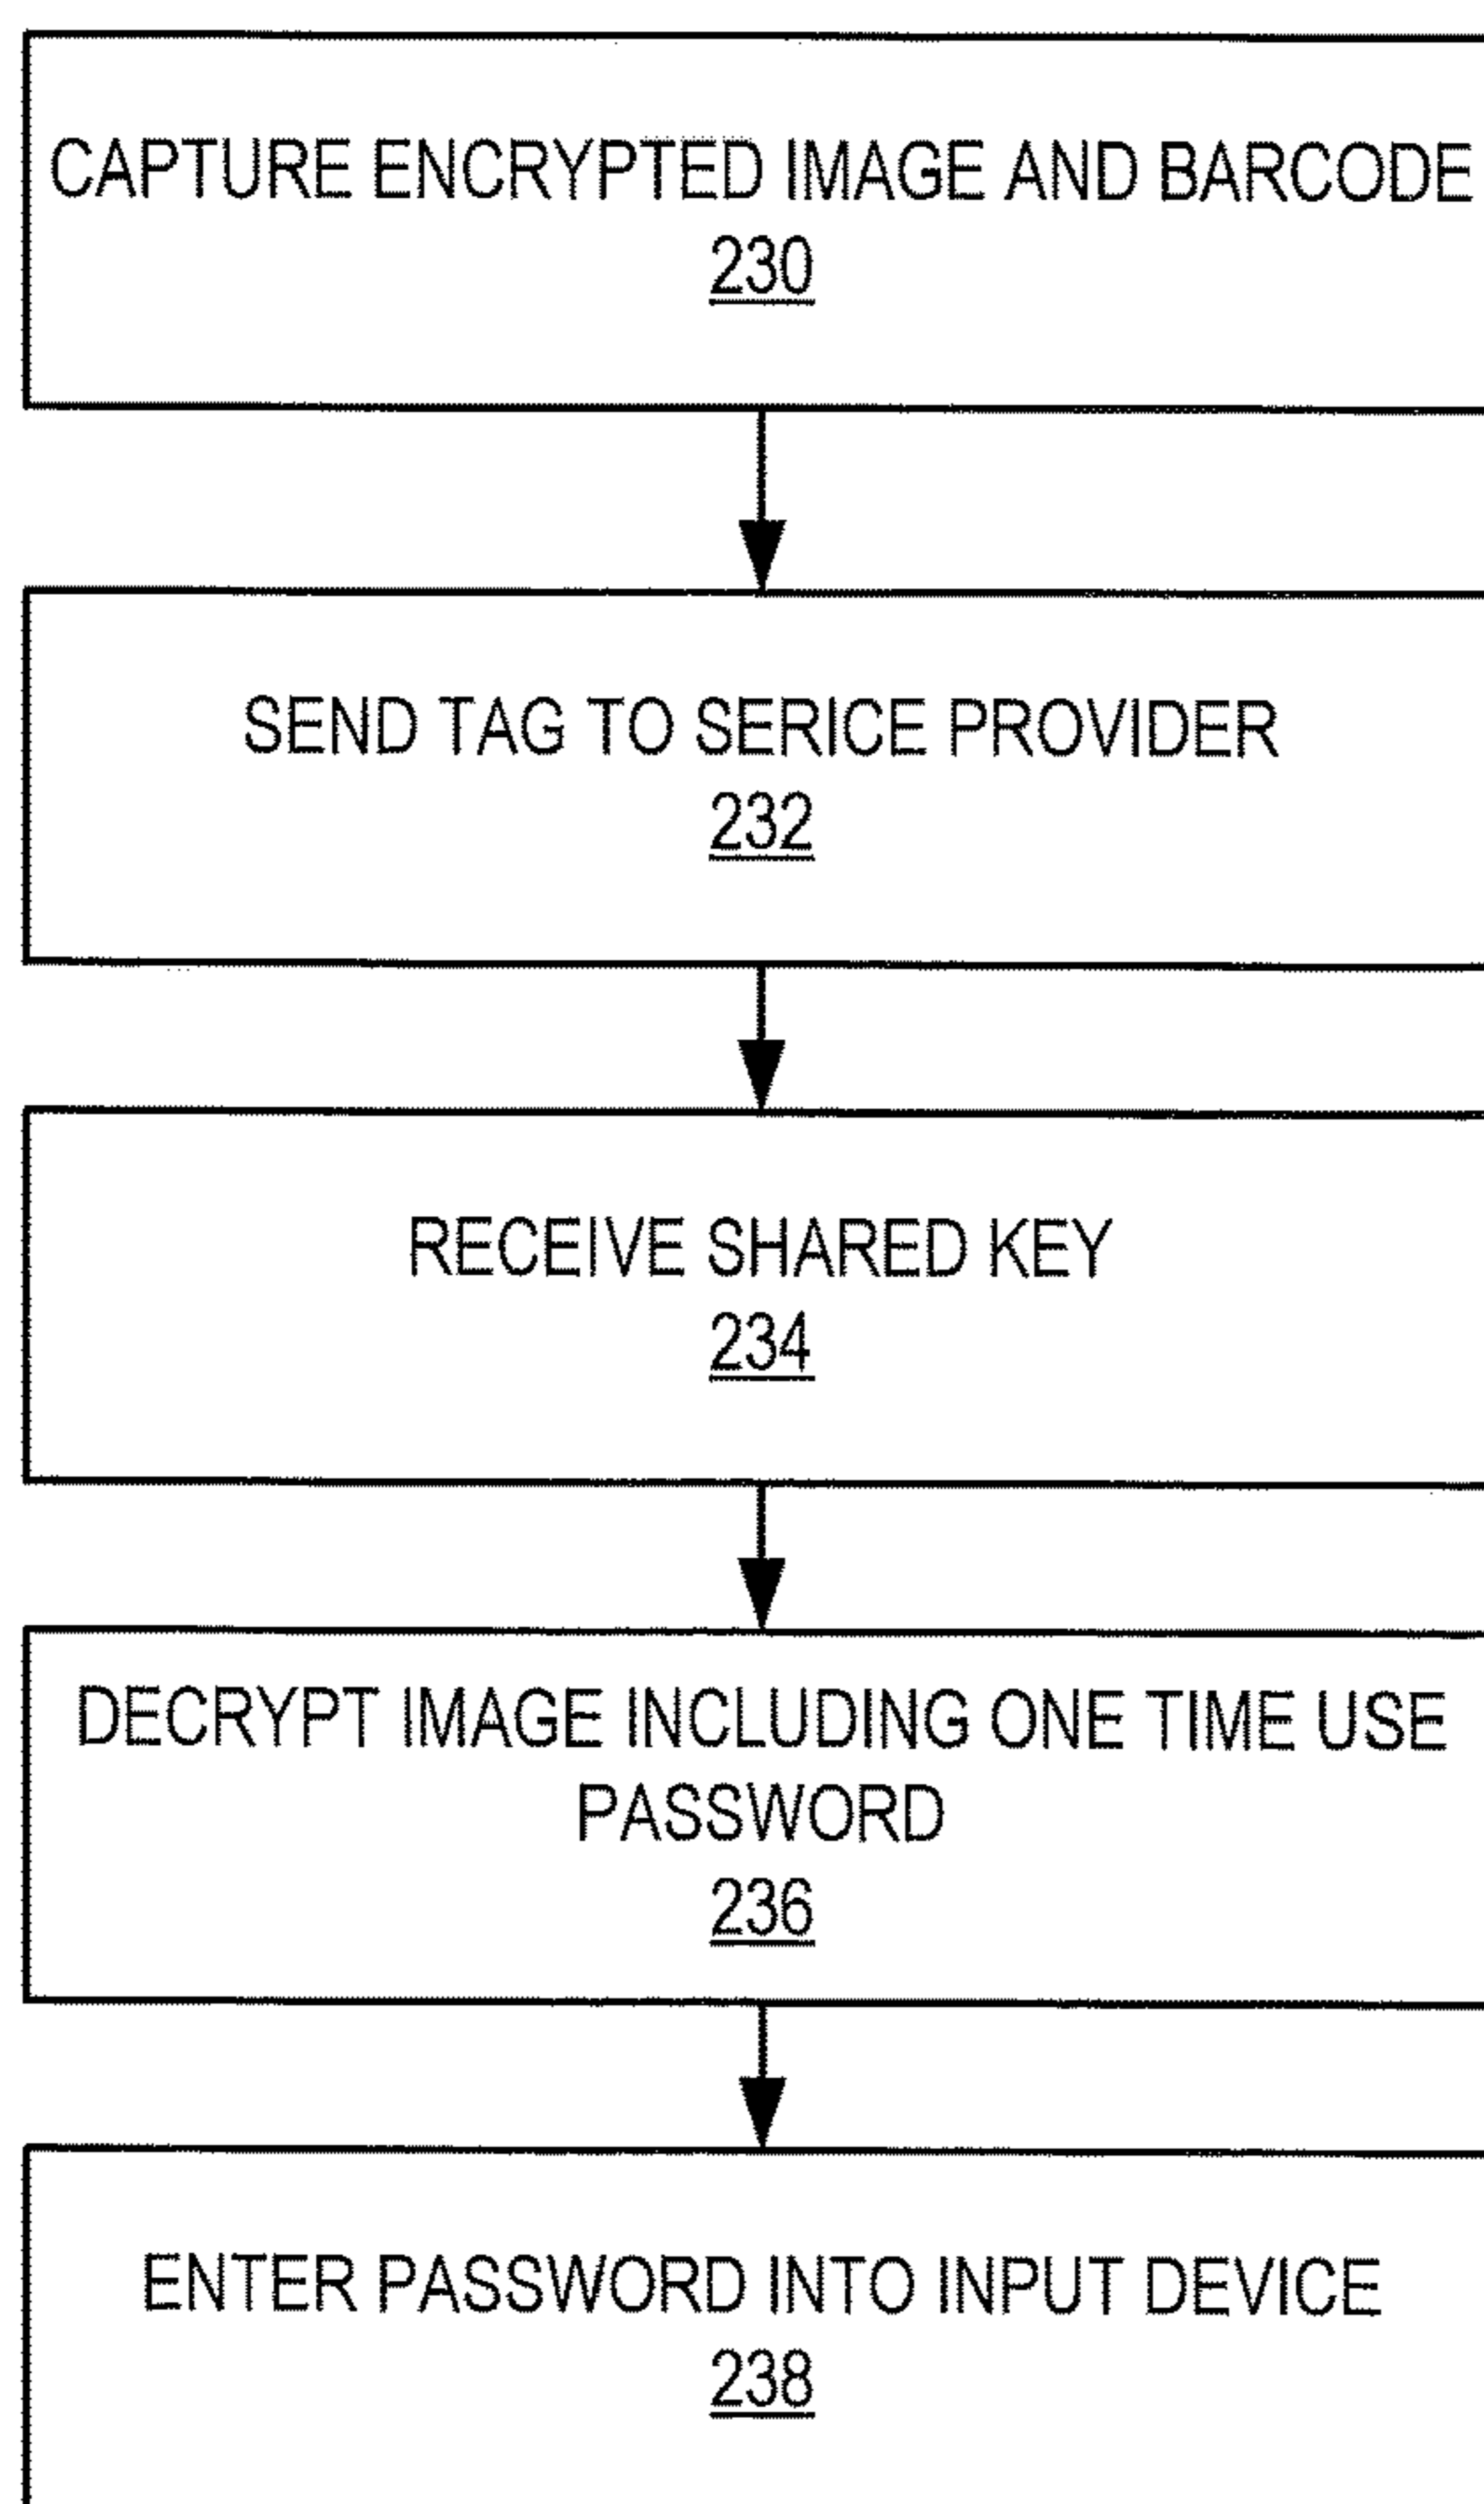 CAPTURE ENCRYPTED IMAGE AND BARCODE
230
SEND TAG TO SERICE PROVIDER
232
RECEIVE SHARED KEY
234
DECRYPT IMAGE INCLUDING ONE TIME USE
PASSWORD
236
ENTER PASSWORD INTO INPUT DEVICE
238